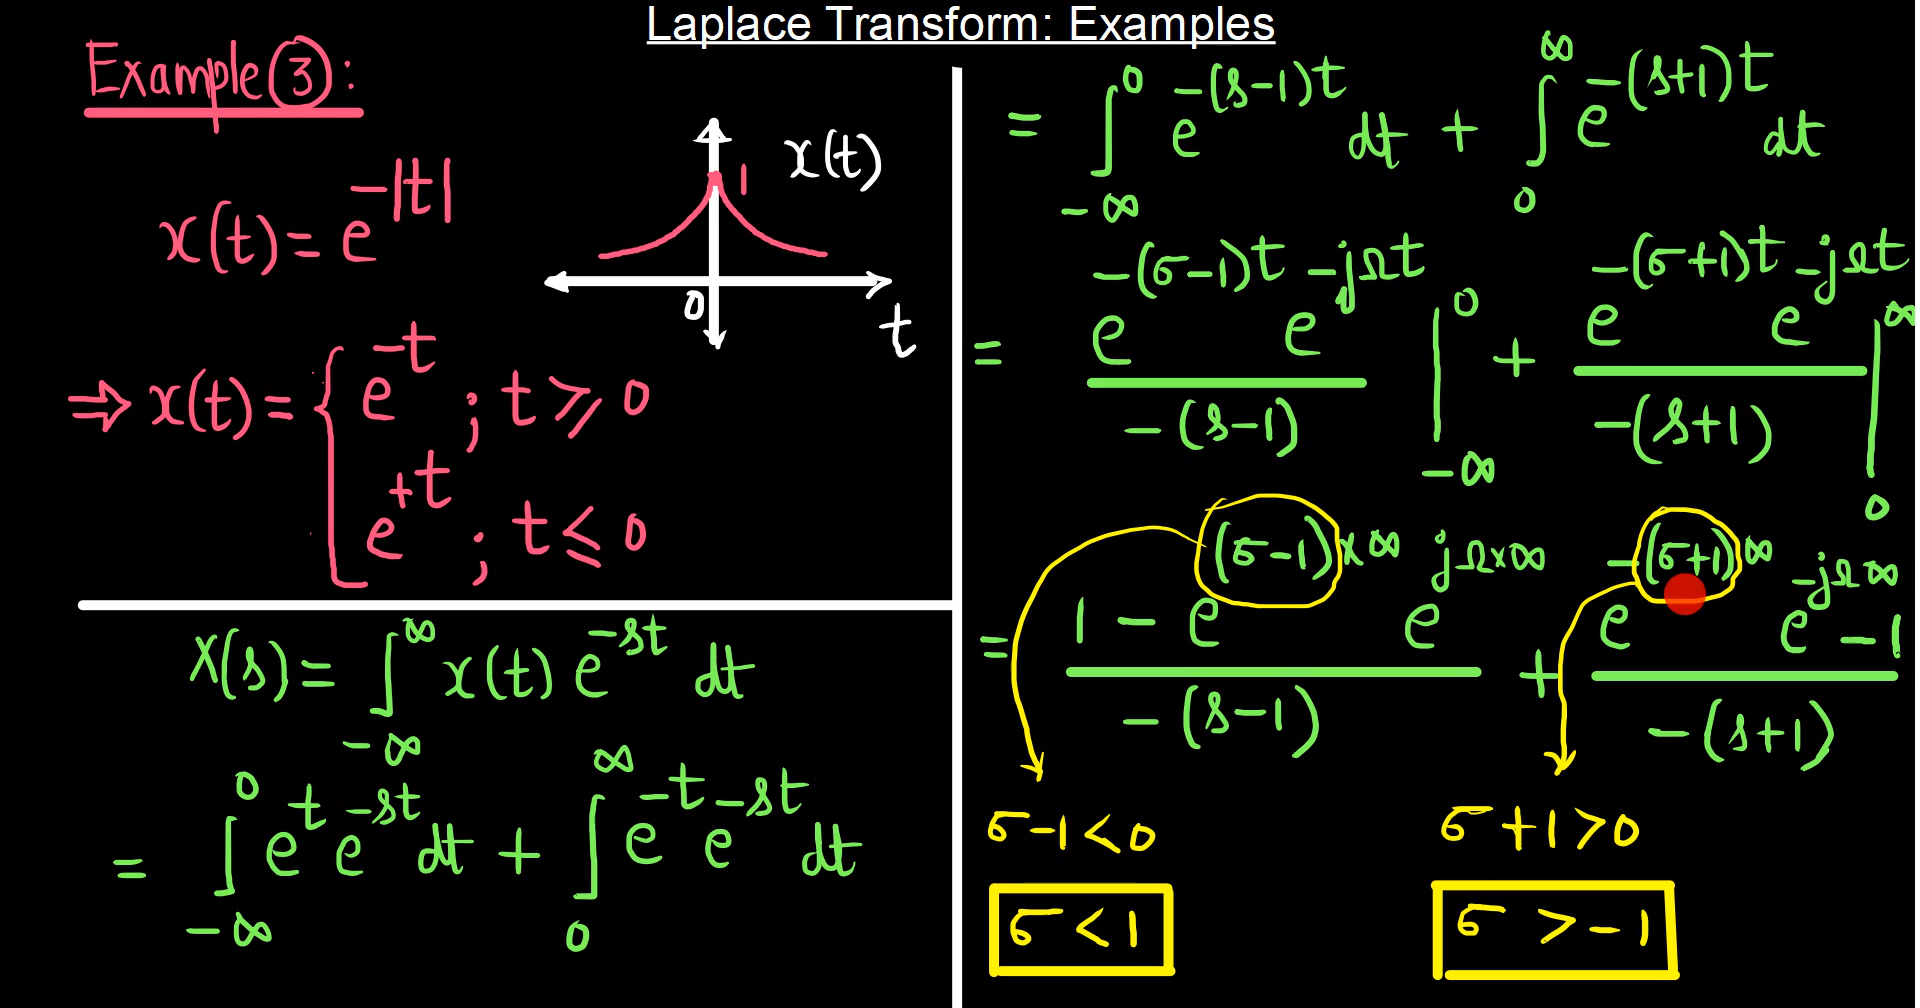 Laplace Transform: Examples
Example ③:
x(t) = e^{-|t|}
x(t)
1
0
t
⇒ x(t) = { e^{-t} ; t ⩾ 0
e^{+t} ; t ≤ 0
X(s) = ∫_{-∞}^{∞} x(t) e^{-st} dt
= ∫_{-∞}^{0} e^{t} e^{-st} dt + ∫_{0}^{∞} e^{-t} e^{-st} dt
= ∫_{-∞}^{0} e^{-(s-1)t} dt + ∫_{0}^{∞} e^{-(s+1)t} dt
= e^{-(σ-1)t} e^{-jΩt} / -(s-1) |_{-∞}^{0} + e^{-(σ+1)t} e^{-jΩt} / -(s+1) |_{0}^{∞}
= 1 - e^{(σ-1)×∞} e^{jΩ×∞} / -(s-1) + e^{-(σ+1)∞} e^{-jΩ∞} - 1 / -(s+1)
σ-1<0
σ+1>0
σ<1
σ>-1